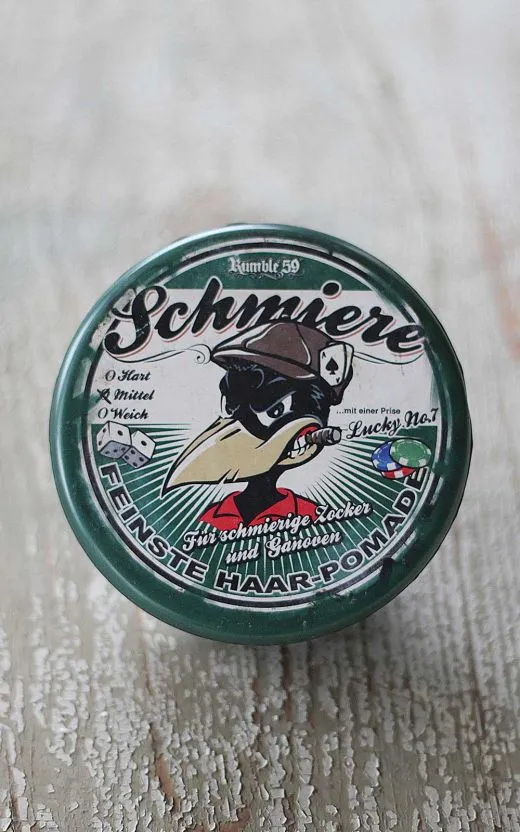 Rumble 59
Schmiere
O Hart
Mittel
O Weich
...mit einer Prise
Lucky No.7
Für schmierige Zocker
und Ganoven
FEINSTE HAAR-POMADE